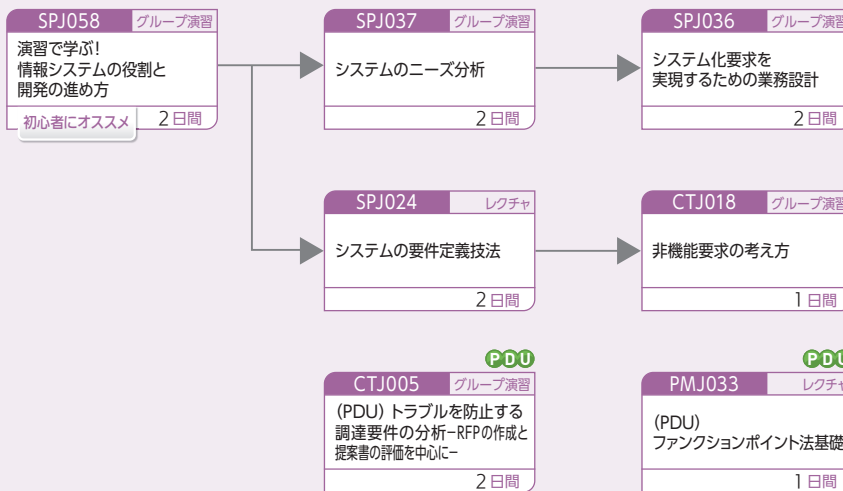 SPJ058 グループ演習
演習で学ぶ!
情報システムの役割と
開発の進め方
初心者にオススメ 2日間
SPJ037 グループ演習
システムのニーズ分析
2日間
SPJ036 グループ演習
システム化要求を
実現するための業務設計
2日間
SPJ024 レクチャ
システムの要件定義技法
2日間
CTJ018 グループ演習
非機能要求の考え方
1日間
PDU
CTJ005 グループ演習
(PDU)トラブルを防止する
調達要件の分析−RFPの作成と
提案書の評価を中心に−
2日間
PDU
PMJ033 レクチャ
(PDU)
ファンクションポイント法基礎
1日間